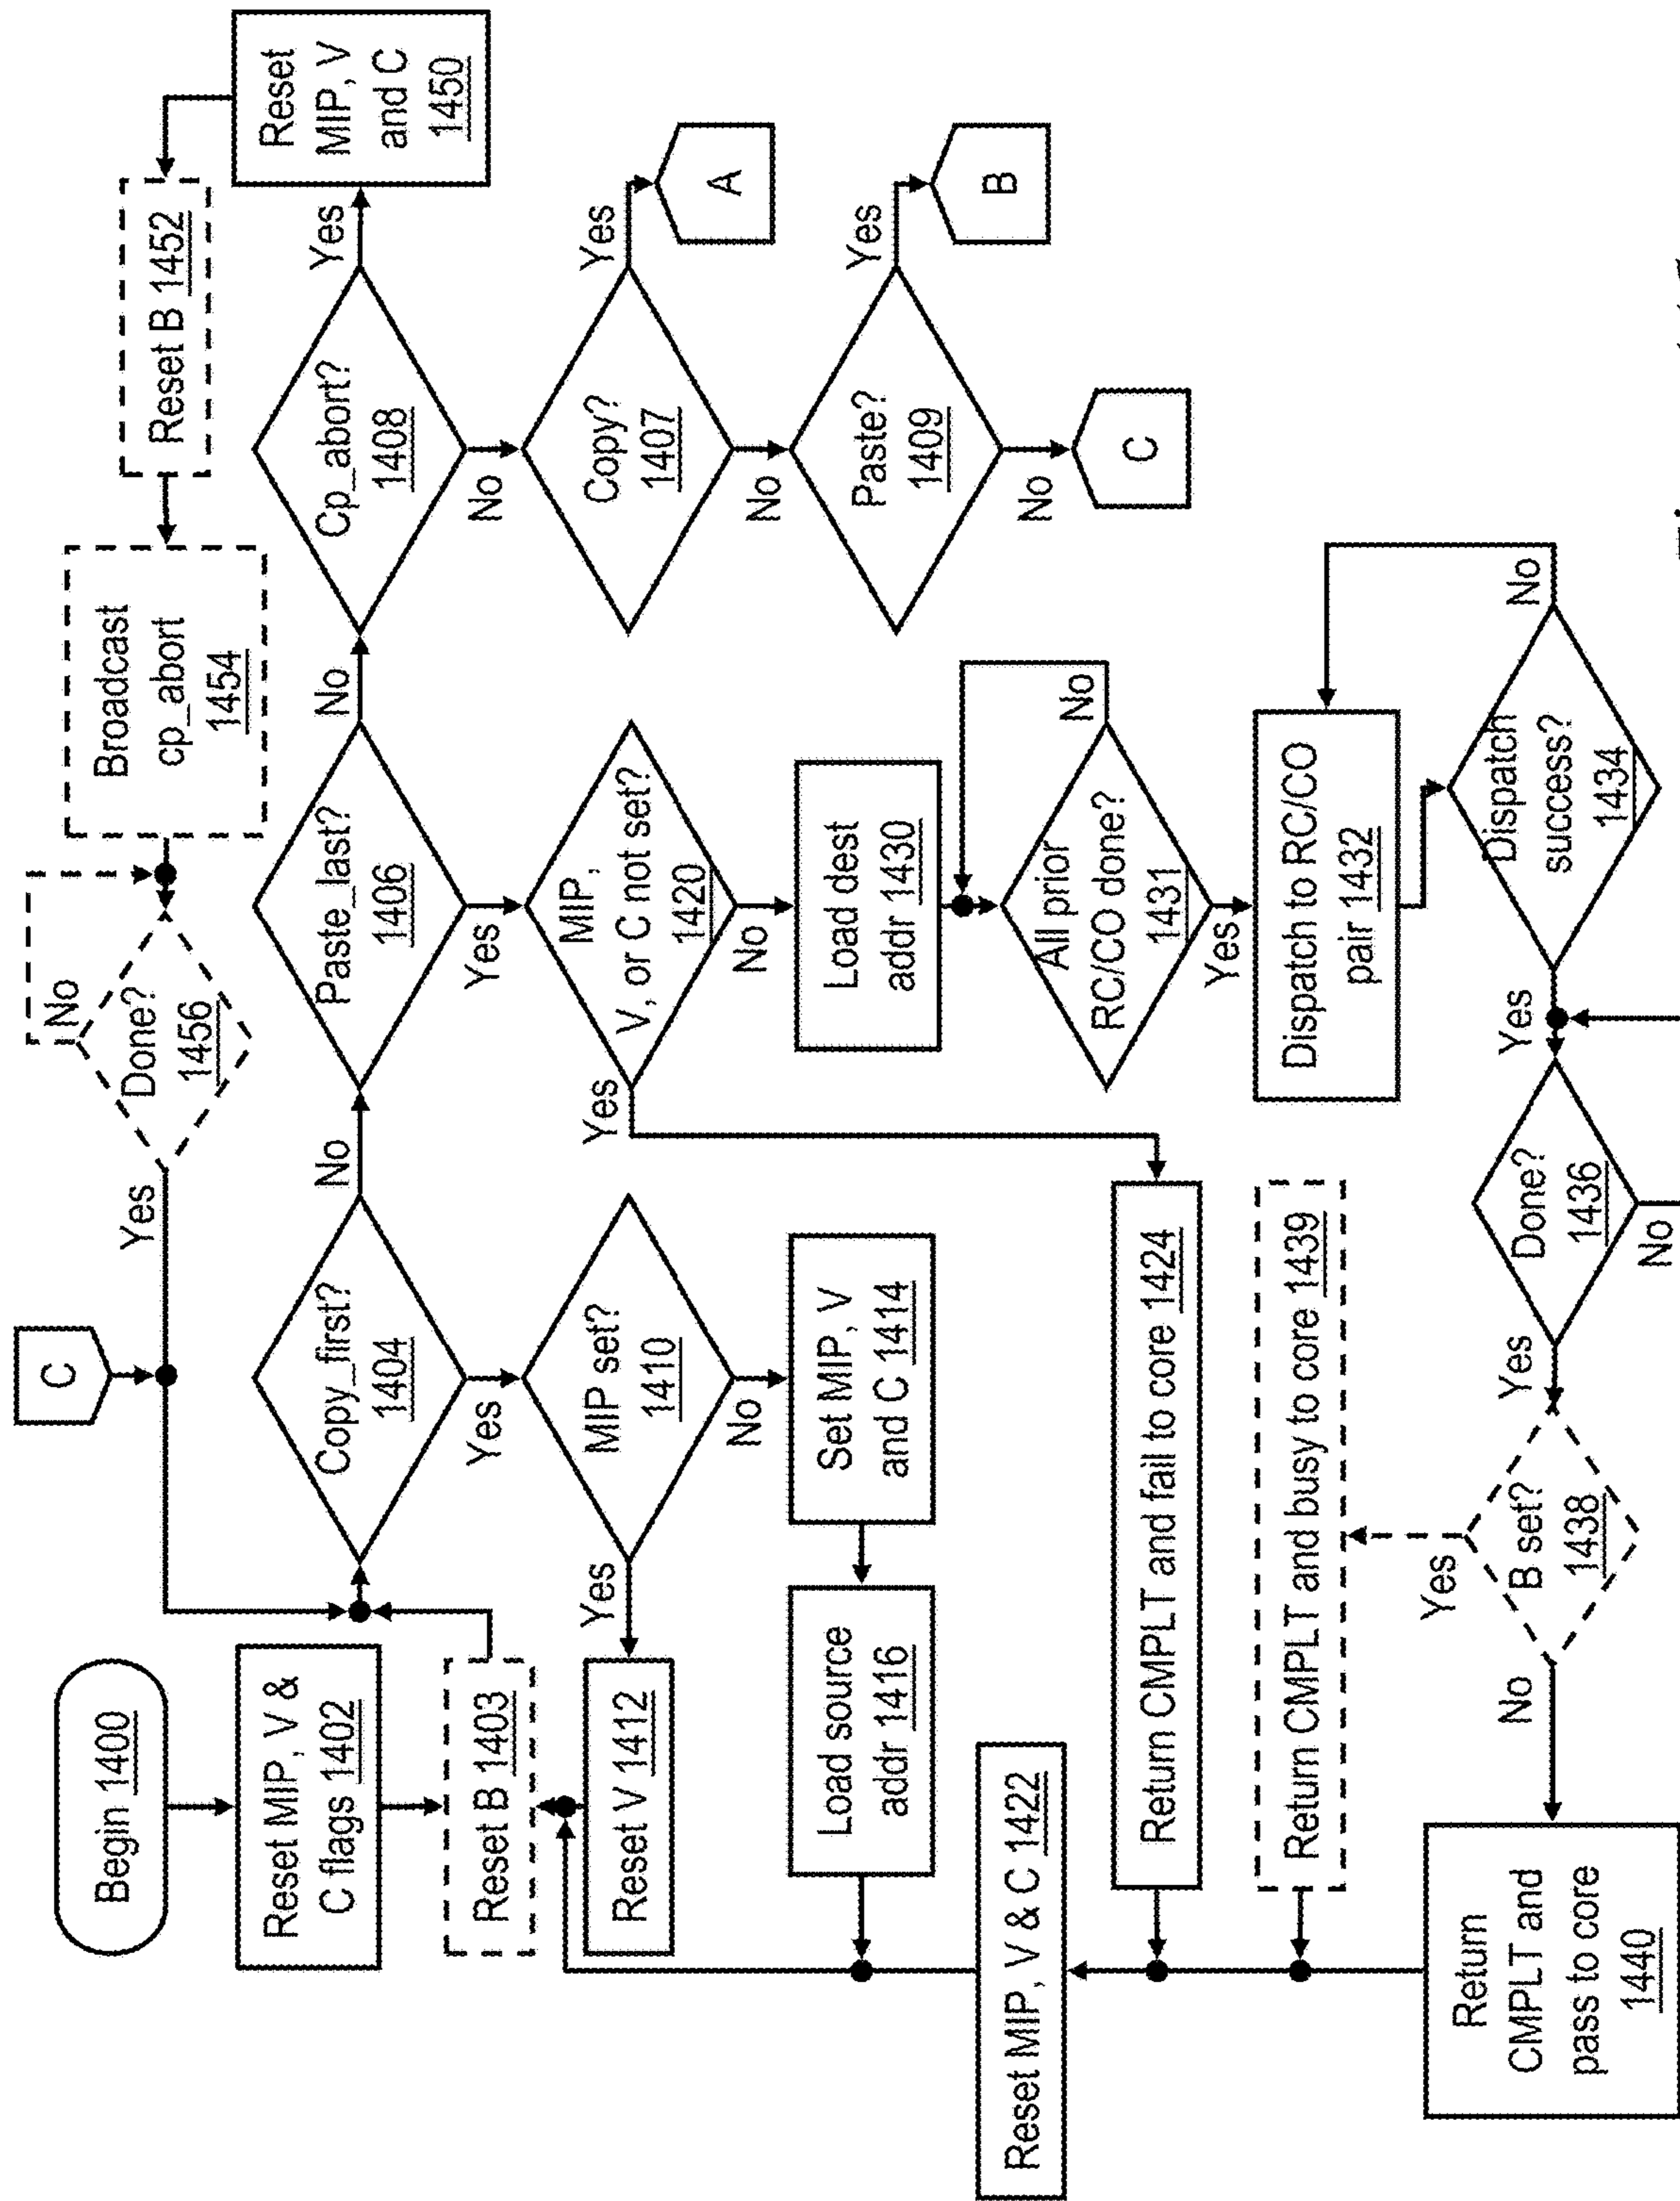 Begin 1400
Reset MIP, V &
C flags 1402
Reset B 1403
C
Copy_first?
1404
Yes
No
MIP set?
1410
Yes
No
Reset V 1412
Set MIP, V
and C 1414
Load source
addr 1416
Paste_last?
1406
Yes
No
MIP,
V, or C not set?
1420
Yes
No
Reset MIP, V & C 1422
Return CMPLT and fail to core 1424
Load dest
addr 1430
All prior
RC/CO done?
1431
No
Yes
Dispatch to RC/CO
pair 1432
Dispatch
success?
1434
No
Yes
Done?
1436
No
Yes
B set?
1438
Yes
No
Return CMPLT and busy to core 1439
Return
CMPLT and
pass to core
1440
Cp_abort?
1408
Yes
No
Reset
MIP, V
and C
1450
Reset B 1452
Broadcast
cp_abort
1454
Done?
1456
No
Yes
Copy?
1407
Yes
No
A
Paste?
1409
Yes
No
B
C